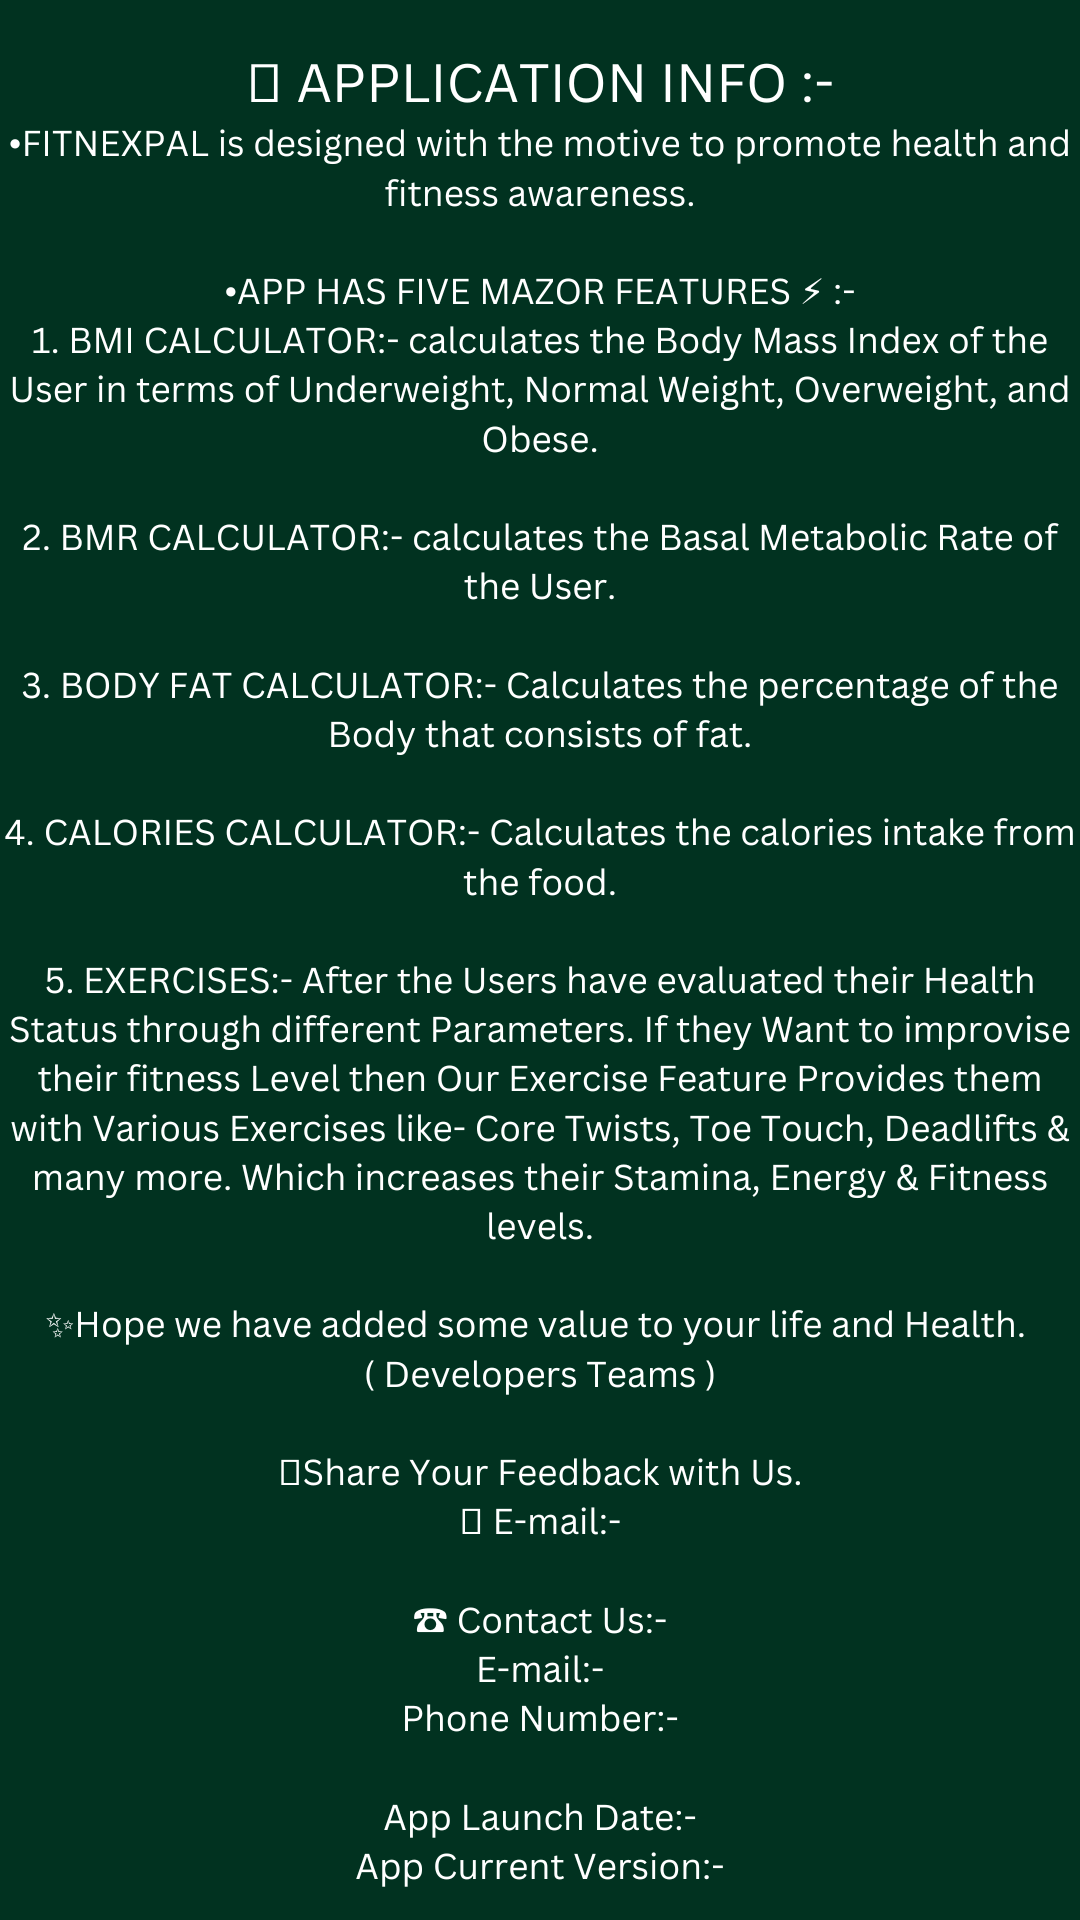 ▯ APPLICATION INFO :-
•FITNEXPAL is designed with the motive to promote health and
fitness awareness.
•APP HAS FIVE MAZOR FEATURES ⚡ :-
1. BMI CALCULATOR:- calculates the Body Mass Index of the
User in terms of Underweight, Normal Weight, Overweight, and
Obese.
2. BMR CALCULATOR:- calculates the Basal Metabolic Rate of
the User.
3. BODY FAT CALCULATOR:- Calculates the percentage of the
Body that consists of fat.
4. CALORIES CALCULATOR:- Calculates the calories intake from
the food.
5. EXERCISES:- After the Users have evaluated their Health
Status through different Parameters. If they Want to improvise
their fitness Level then Our Exercise Feature Provides them
with Various Exercises like- Core Twists, Toe Touch, Deadlifts &
many more. Which increases their Stamina, Energy & Fitness
levels.
✨Hope we have added some value to your life and Health.
( Developers Teams )
▯Share Your Feedback with Us.
▯ E-mail:-
☎ Contact Us:-
E-mail:-
Phone Number:-
App Launch Date:-
App Current Version:-